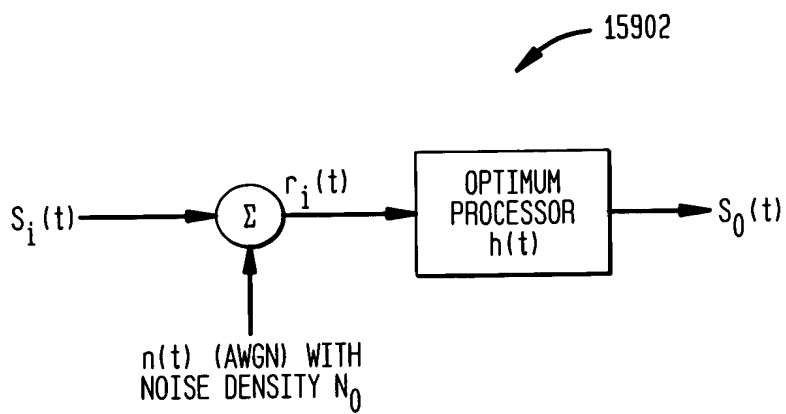 15902
r_i(t)
S_i(t)
Σ
OPTIMUM
PROCESSOR
h(t)
S_0(t)
n(t) (AWGN) WITH
NOISE DENSITY N_0